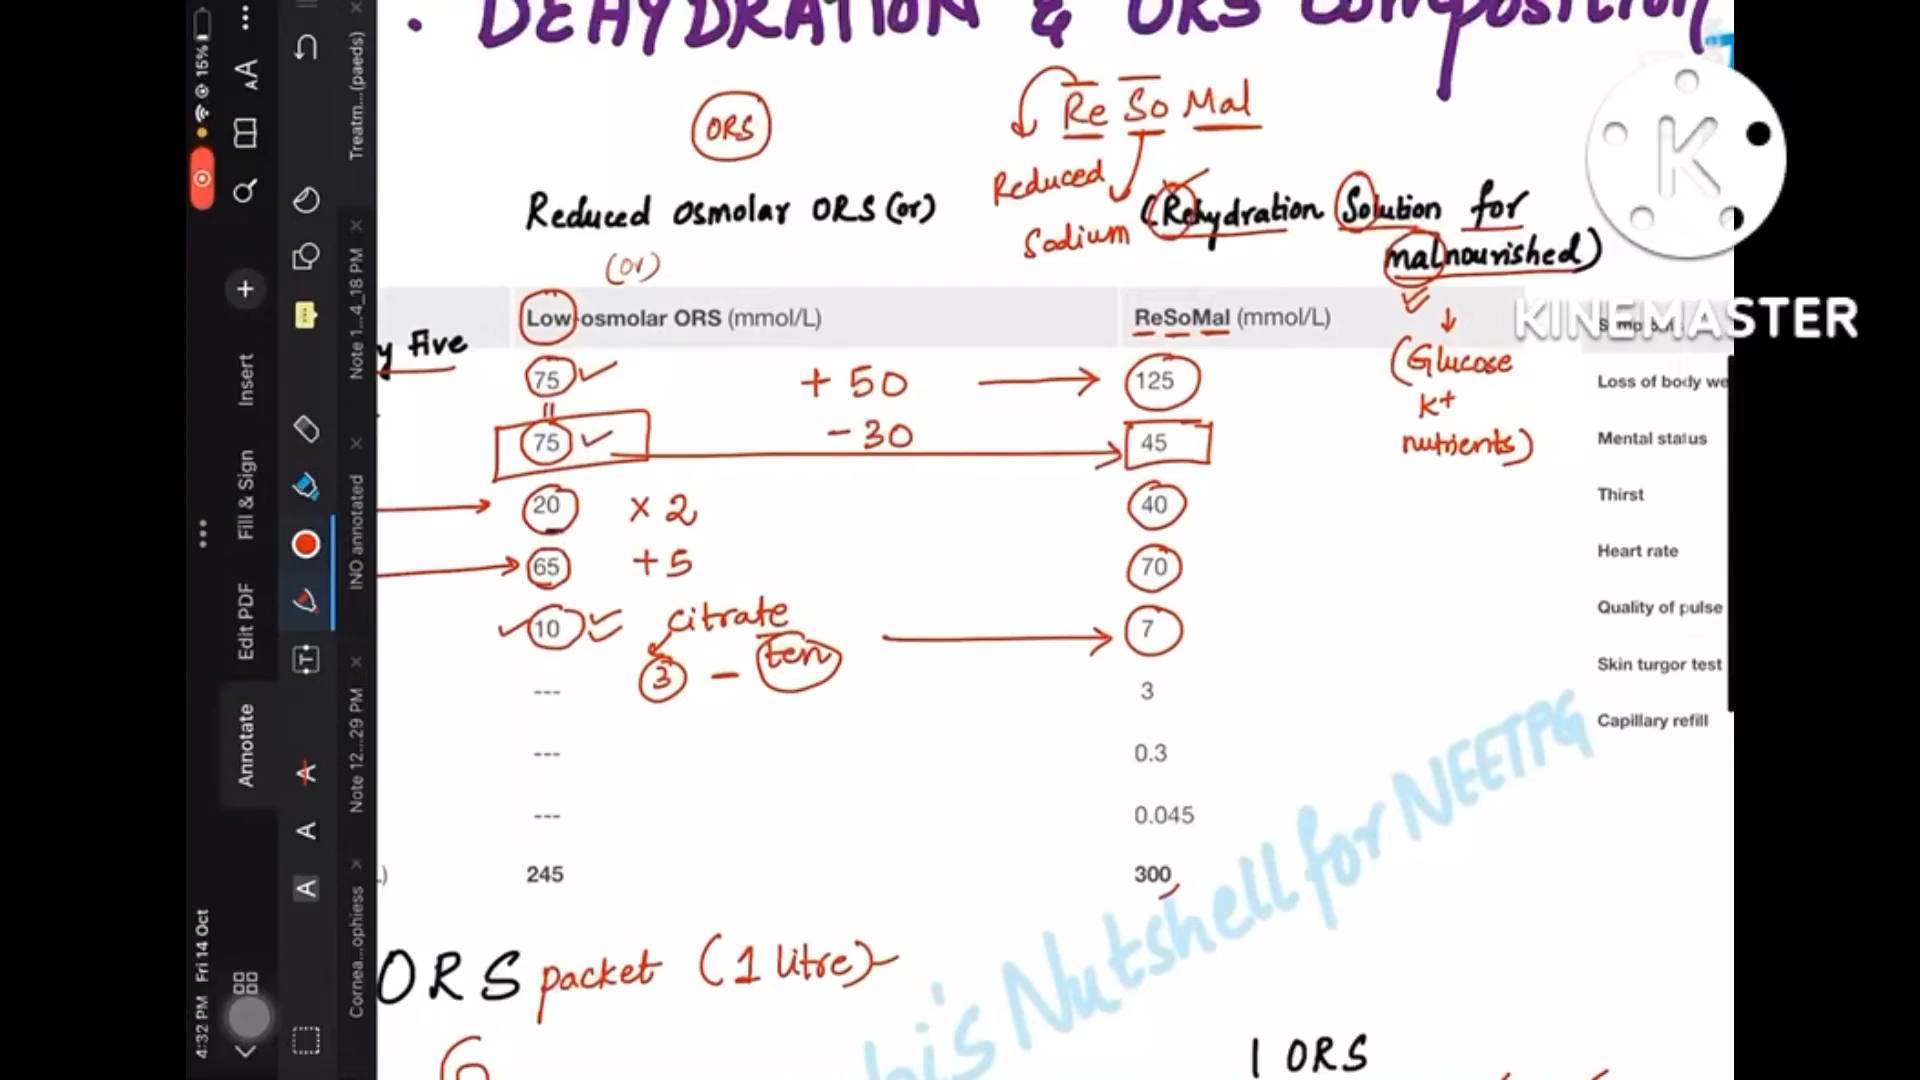 . DEHYDRATION & ORS composition
ORS
Re So Mal
Reduced
Sodium
Reduced osmolar ORS (or)
(or)
(Rehydration Solution for
malnourished)
(Glucose
K+
nutrients)
K
KINEMASTER
y five
Low-osmolar ORS (mmol/L)
ReSoMal (mmol/L)
75
+ 50
125
Loss of body we
75
- 30
45
Mental status
20
x 2
40
Thirst
65
+ 5
70
Heart rate
10
citrate
3 - ten
7
Quality of pulse
---
3
Skin turgor test
---
0.3
Capillary refill
---
0.045
)
245
300
ORS packet (1 litre)
bi's Nutshell for NEETPG
1 ORS
4:32 PM Fri 14 Oct
15%
AA
Insert
Fill & Sign
Edit PDF
Annotate
T
A
A
A
Treatm...(paeds)
Note 1...4_18 PM
INO annotated
Note 12...29 PM
Cornea...ophiess